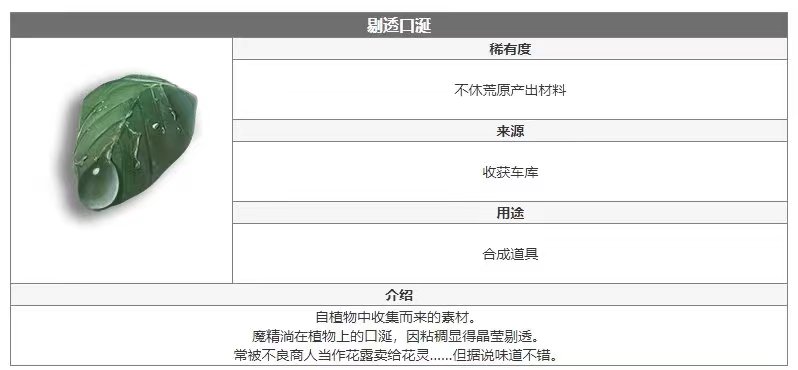 剔透口涎
稀有度
不休荒原产出材料
来源
收获车库
用途
合成道具
介绍
自植物中收集而来的素材。
魔精淌在植物上的口涎，因粘稠显得晶莹剔透。
常被不良商人当作花露卖给花灵......但据说味道不错。